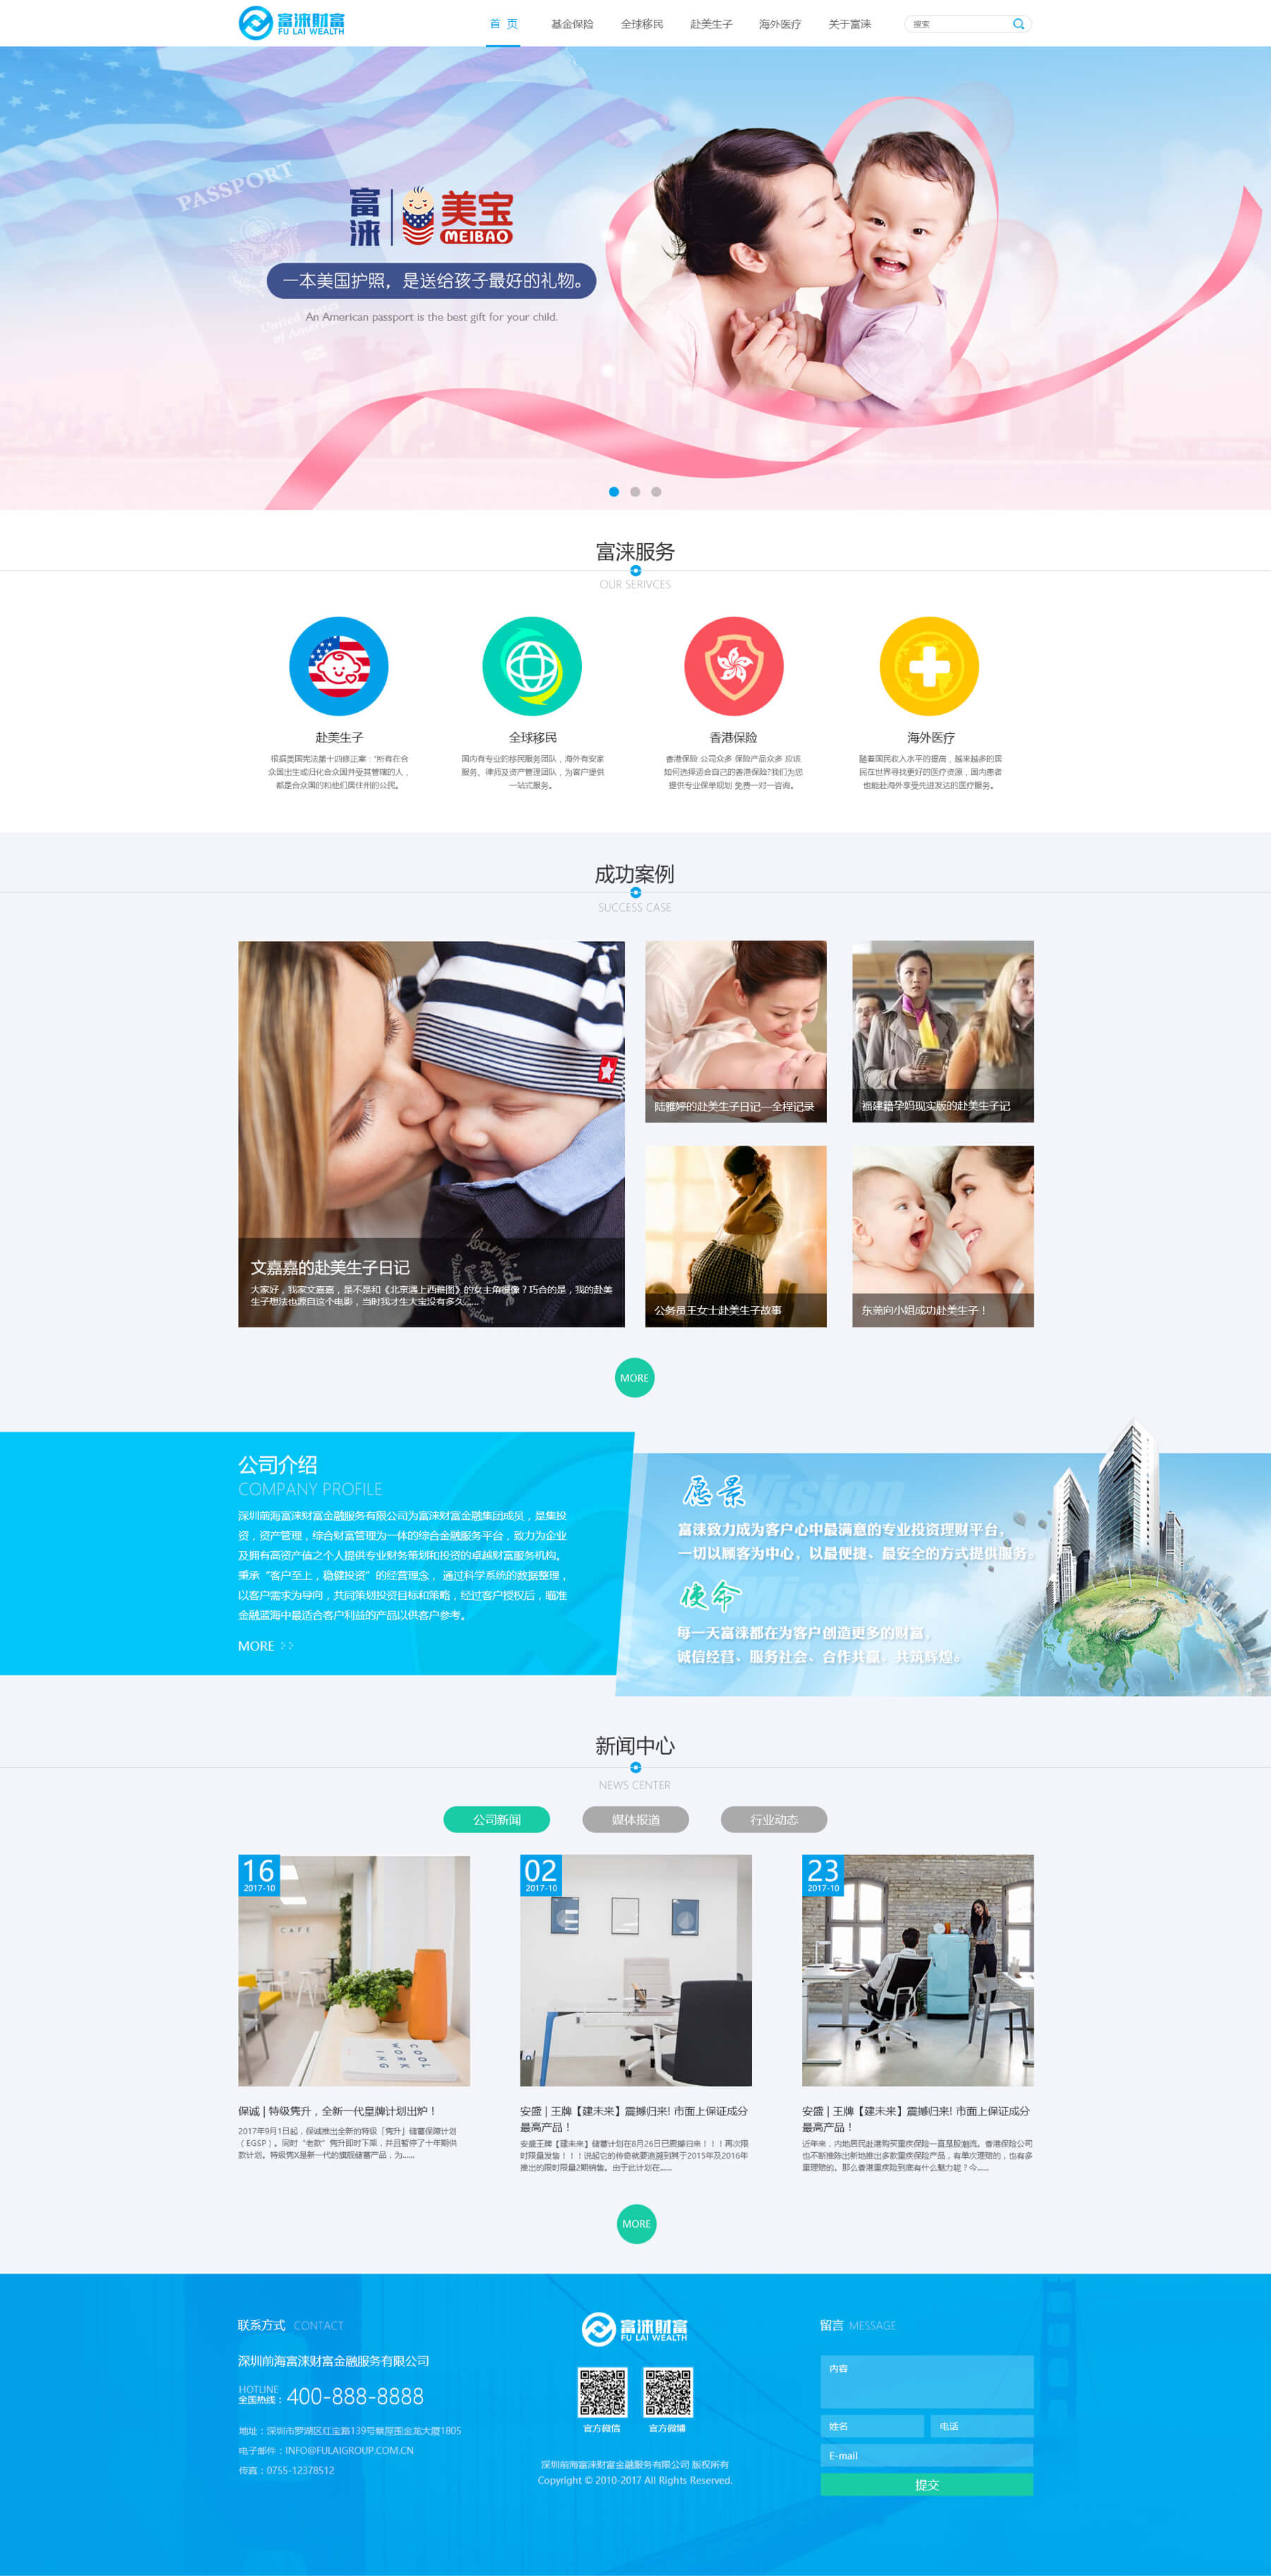 富涞财富
FU LAI WEALTH
首 页
基金保险
全球移民
赴美生子
海外医疗
关于富涞
搜索
PASSPORT
富涞
美宝
MEIBAO
一本美国护照，是送给孩子最好的礼物。
An American passport is the best gift for your child.
United States
of America
富涞服务
OUR SERIVCES
赴美生子
根据美国宪法第十四修正案：“所有在合
众国出生或归化合众国并受其管辖的人，
都是合众国的和他们居住州的公民。
全球移民
国内有专业的移民服务团队，海外有安家
服务、律师及资产管理团队，为客户提供
一站式服务。
香港保险
香港保险 公司众多 保险产品众多 应该
如何选择适合自己的香港保险?我们为您
提供专业保单规划 免费一对一咨询。
海外医疗
随着国民收入水平的提高，越来越多的居
民在世界寻找更好的医疗资源，国内患者
也能赴海外享受先进发达的医疗服务。
成功案例
SUCCESS CASE
文嘉嘉的赴美生子日记
大家好，我家文嘉嘉，是不是和《北京遇上西雅图》的女主角很像？巧合的是，我的赴美
生子想法也源自这个电影，当时我才生大宝没有多久......
陆雅婷的赴美生子日记—全程记录
福建籍孕妈现实版的赴美生子记
公务员王女士赴美生子故事
东莞向小姐成功赴美生子！
MORE
公司介绍
COMPANY PROFILE
深圳前海富涞财富金融服务有限公司为富涞财富金融集团成员，是集投
资，资产管理，综合财富管理为一体的综合金融服务平台，致力为企业
及拥有高资产值之个人提供专业财务策划和投资的卓越财富服务机构。
秉承“客户至上，稳健投资”的经营理念， 通过科学系统的数据整理，
以客户需求为导向，共同策划投资目标和策略，经过客户授权后，瞄准
金融蓝海中最适合客户利益的产品以供客户参考。
MORE
Vision
愿景
富涞致力成为客户心中最满意的专业投资理财平台，
一切以顾客为中心，以最便捷、最安全的方式提供服务。
Mission
使命
每一天富涞都在为客户创造更多的财富，
诚信经营、服务社会、合作共赢、共筑辉煌。
新闻中心
NEWS CENTER
公司新闻
媒体报道
行业动态
16
2017-10
CAFE
COOL
WORK
ING
保诚 | 特级隽升，全新一代皇牌计划出炉！
2017年9月1日起，保诚推出全新的特级「隽升」储蓄保障计划
（EGSP）。同时“老款”隽升即时下架，并且暂停了十年期供
款计划。特级隽X是新一代的旗舰储蓄产品，为......
02
2017-10
安盛 | 王牌【建未来】震撼归来! 市面上保证成分
最高产品！
安盛王牌【建未来】储蓄计划在8月26日已震撼归来！！！再次限
时限量发售！！！说起它的传奇就要追溯到其于2015年及2016年
推出的限时限量2期销售。由于此计划在......
23
2017-10
安盛 | 王牌【建未来】震撼归来! 市面上保证成分
最高产品！
近年来，内地居民赴港购买重疾保险一直是股潮流。香港保险公司
也不断推陈出新地推出多款重疾保险产品，有单次理赔的，也有多
重理赔的。那么香港重疾险到底有什么魅力呢？今......
MORE
联系方式 CONTACT
深圳前海富涞财富金融服务有限公司
HOTLINE
全国热线： 400-888-8888
地址：深圳市罗湖区红宝路139号蔡屋围金龙大厦1805
电子邮件：INFO@FULAIGROUP.COM.CN
传真：0755-12378512
富涞财富
FU LAI WEALTH
官方微信
官方微博
深圳前海富涞财富金融服务有限公司 版权所有
Copyright © 2010-2017 All Rights Reserved.
留言 MESSAGE
内容
姓名
电话
E-mail
提交